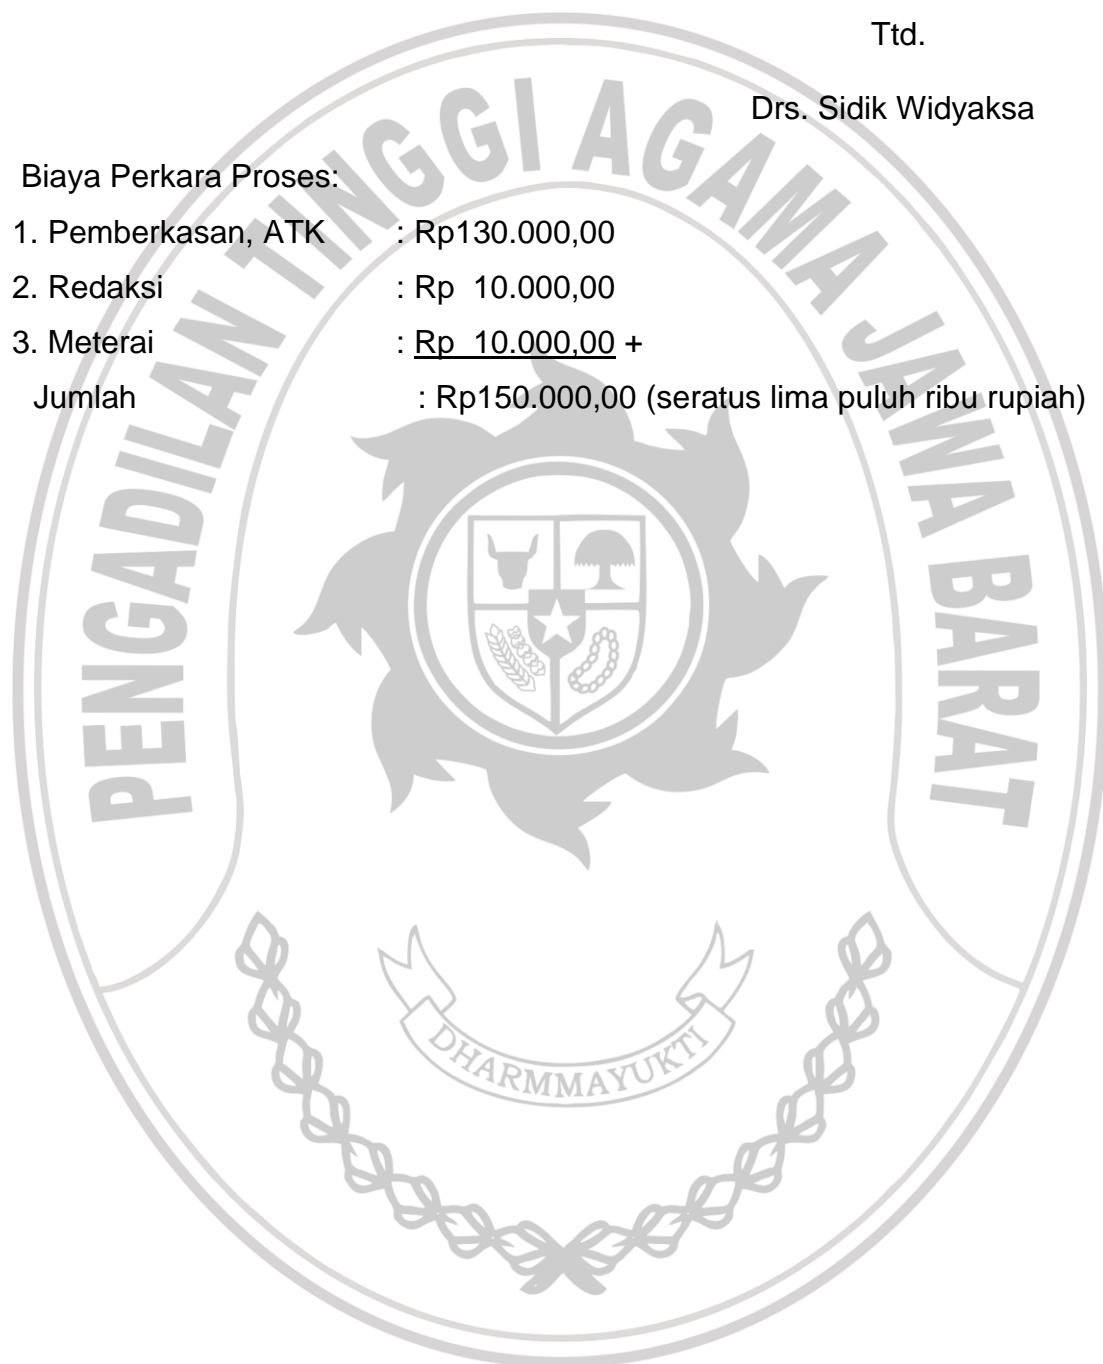 Ttd.
Drs. Sidik Widyaksa
Biaya Perkara Proses:
1. Pemberkasan, ATK : Rp130.000,00
2. Redaksi : Rp 10.000,00
3. Meterai : Rp 10.000,00 +
Jumlah : Rp150.000,00 (seratus lima puluh ribu rupiah)
PENGADILAN TINGGI AGAMA JAWA BARAT
DHARMMAYUKTI